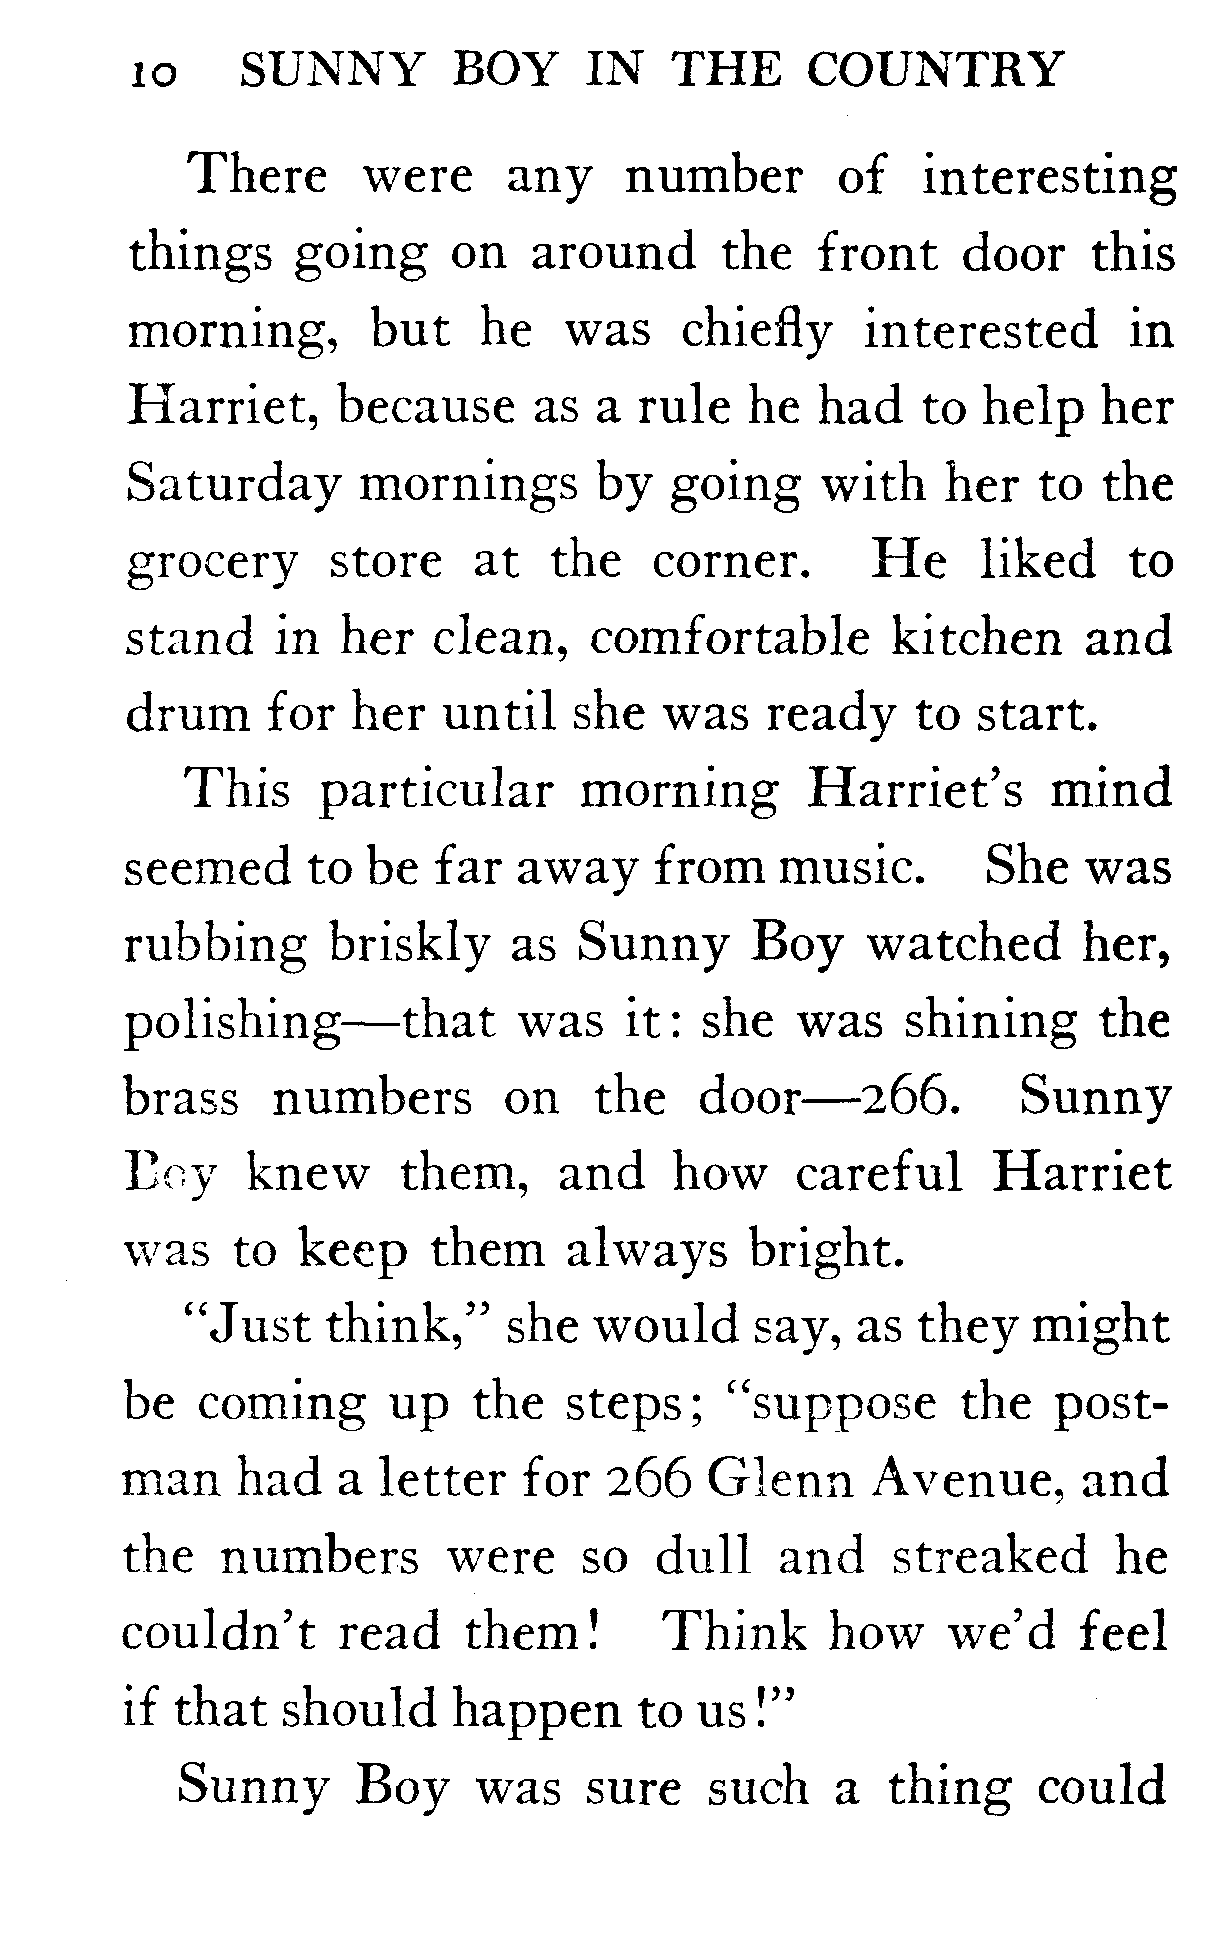 10 SUNNY BOY IN THE COUNTRY
There were any number of interesting
things going on around the front door this
morning, but he was chiefly interested in
Harriet, because as a rule he had to help her
Saturday mornings by going with her to the
grocery store at the corner. He liked to
stand in her clean, comfortable kitchen and
drum for her until she was ready to start.
This particular morning Harriet's mind
seemed to be far away from music. She was
rubbing briskly as Sunny Boy watched her,
polishing—that was it: she was shining the
brass numbers on the door—266. Sunny
Boy knew them, and how careful Harriet
was to keep them always bright.
"Just think," she would say, as they might
be coming up the steps; "suppose the post-
man had a letter for 266 Glenn Avenue, and
the numbers were so dull and streaked he
couldn't read them! Think how we'd feel
if that should happen to us!"
Sunny Boy was sure such a thing could